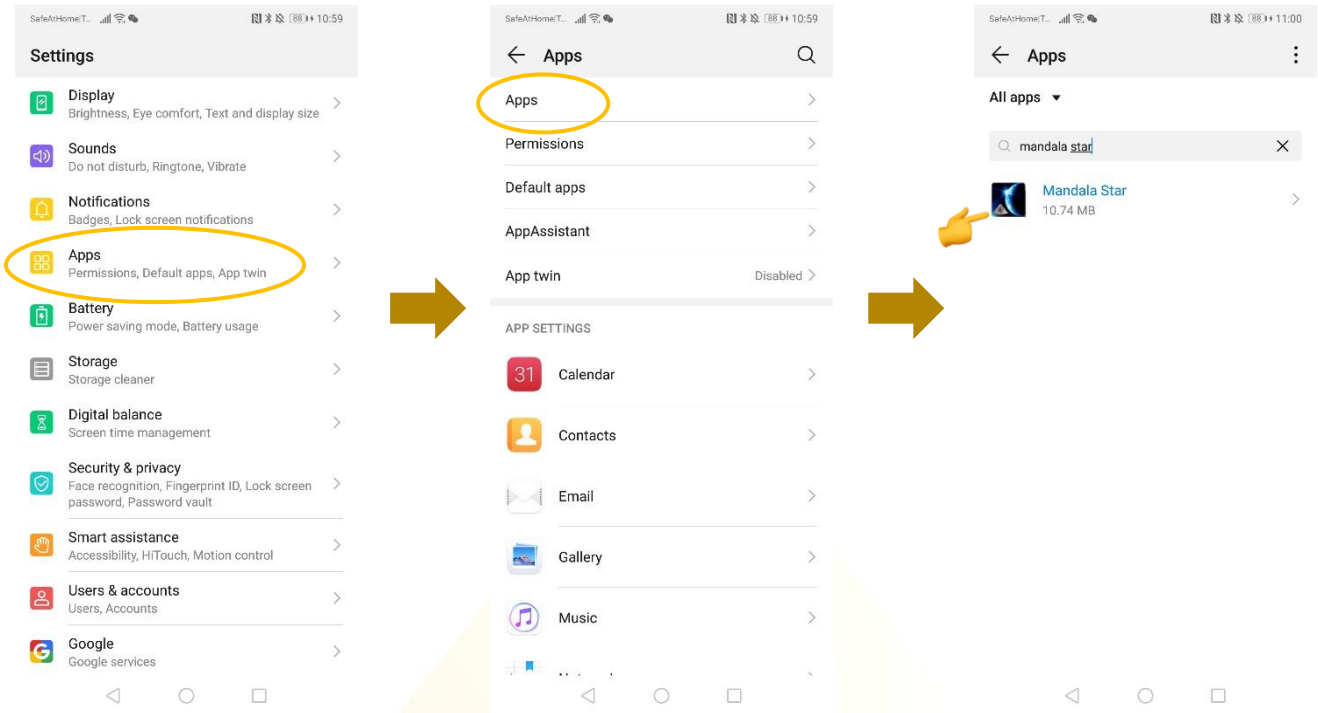 SafeAtHome|T... 88 10:59
Settings
Display
Brightness, Eye comfort, Text and display size
Sounds
Do not disturb, Ringtone, Vibrate
Notifications
Badges, Lock screen notifications
Apps
Permissions, Default apps, App twin
Battery
Power saving mode, Battery usage
Storage
Storage cleaner
Digital balance
Screen time management
Security & privacy
Face recognition, Fingerprint ID, Lock screen
password, Password vault
Smart assistance
Accessibility, HiTouch, Motion control
Users & accounts
Users, Accounts
Google
Google services
SafeAtHome|T... 88 10:59
Apps
Apps
Permissions
Default apps
AppAssistant
App twin Disabled
APP SETTINGS
31 Calendar
Contacts
Email
Gallery
Music
SafeAtHome|T... 88 11:00
Apps
All apps
mandala star
Mandala Star
10.74 MB